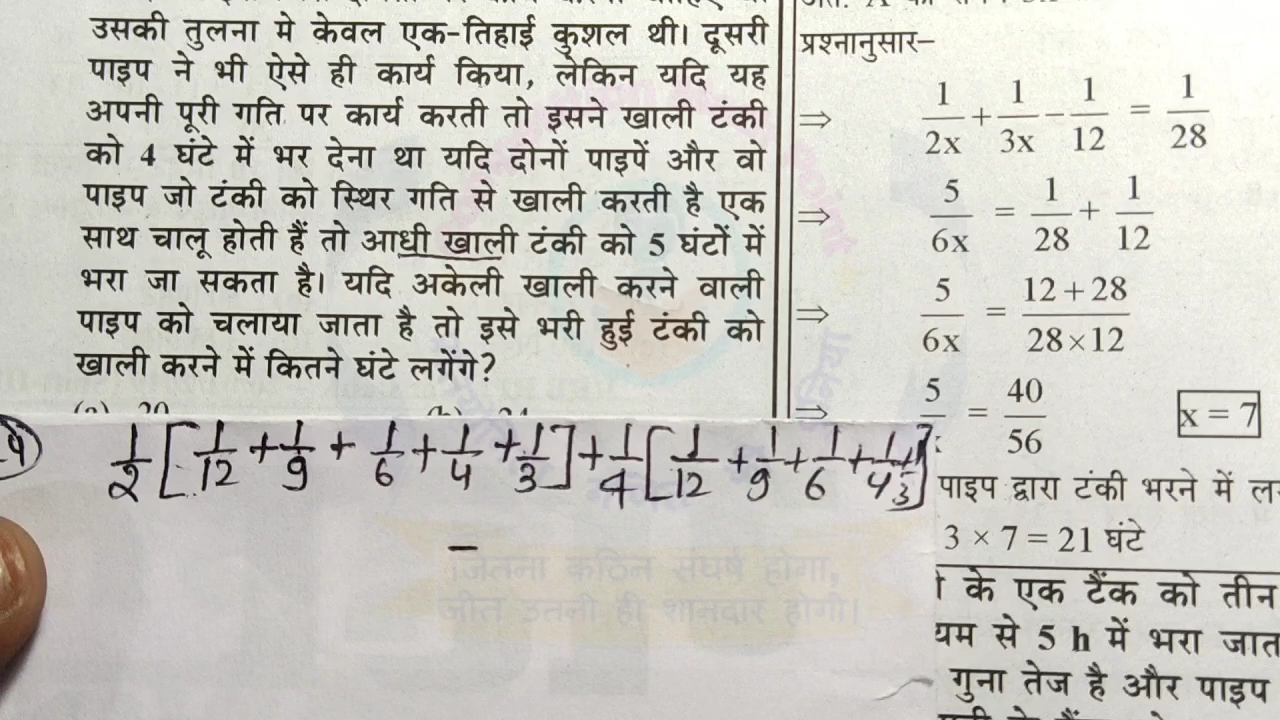 उसकी तुलना मे केवल एक-तिहाई कुशल थी। दूसरी
पाइप ने भी ऐसे ही कार्य किया, लेकिन यदि यह
अपनी पूरी गति पर कार्य करती तो इसने खाली टंकी
को 4 घंटे में भर देना था यदि दोनों पाइपें और वो
पाइप जो टंकी को स्थिर गति से खाली करती है एक
साथ चालू होती हैं तो आधी खाली टंकी को 5 घंटों में
भरा जा सकता है। यदि अकेली खाली करने वाली
पाइप को चलाया जाता है तो इसे भरी हुई टंकी को
खाली करने में कितने घंटे लगेंगे?
1/2 [1/12 + 1/9 + 1/6 + 1/4 + 1/3] + 1/4 [1/12 + 1/9 + 1/6 + 1/4 + 1/3]
–
जितना कठिन संघर्ष होगा,
जीत उतनी ही शानदार होगी।
प्रश्नानुसार–
⇒ 1/2x + 1/3x − 1/12 = 1/28
⇒ 5/6x = 1/28 + 1/12
⇒ 5/6x = (12 + 28)/(28 × 12)
⇒ 5 = 40/56 x = 7
पाइप द्वारा टंकी भरने में
3 × 7 = 21 घंटे
के एक टैंक को तीन
से 5 h में भरा
गुना तेज है और पाइप